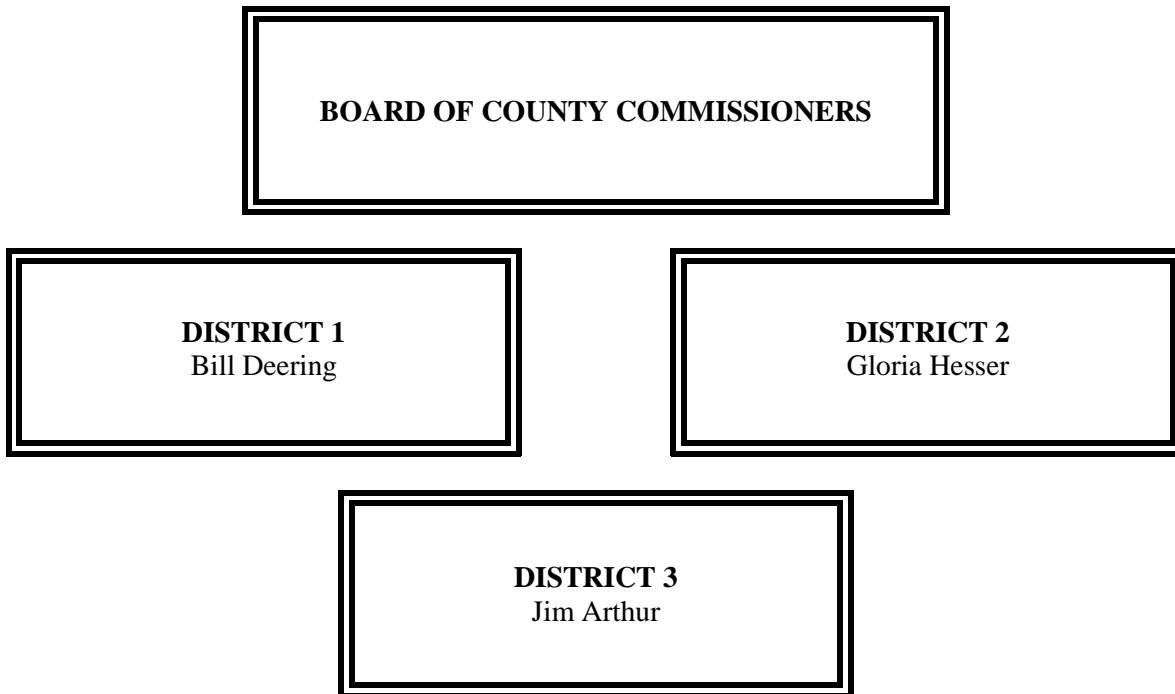 BOARD OF COUNTY COMMISSIONERS
DISTRICT 1
Bill Deering
DISTRICT 2
Gloria Hesser
DISTRICT 3
Jim Arthur